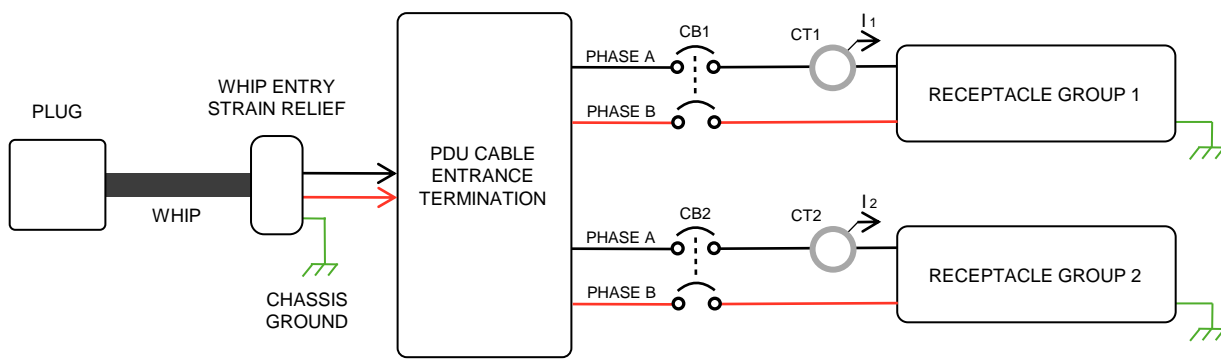 PLUG
WHIP
WHIP ENTRY
STRAIN RELIEF
CHASSIS
GROUND
PDU CABLE
ENTRANCE
TERMINATION
PHASE A
CB1
CT1
I1
PHASE B
RECEPTACLE GROUP 1
PHASE A
CB2
CT2
I2
PHASE B
RECEPTACLE GROUP 2